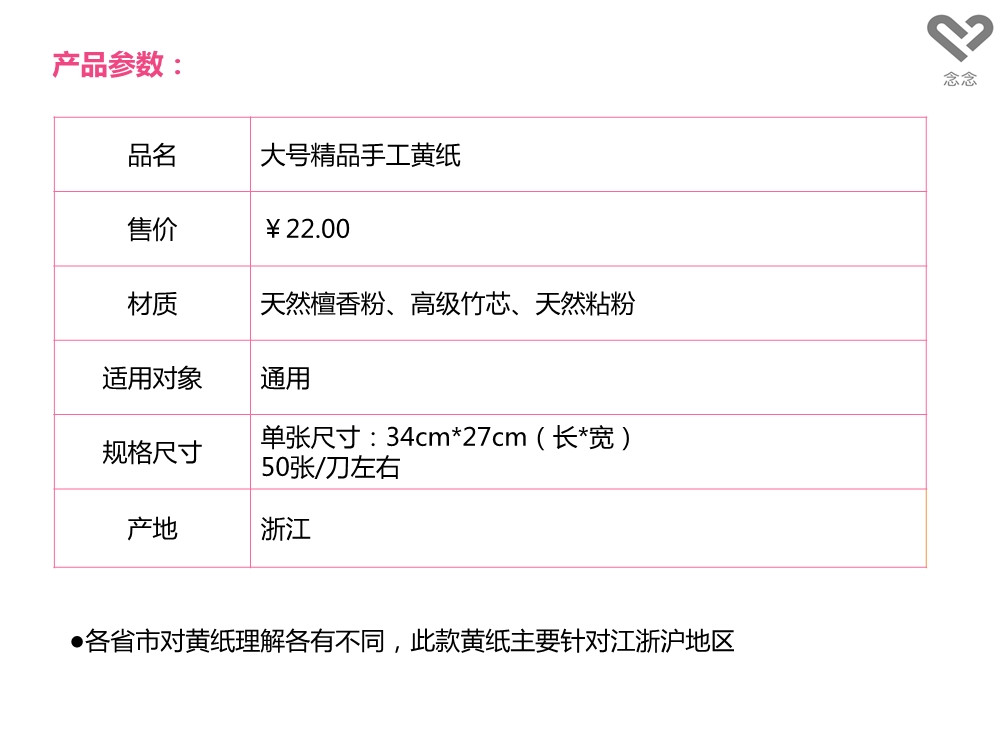 产品参数：
念念
品名 大号精品手工黄纸
售价 ￥22.00
材质 天然檀香粉、高级竹芯、天然粘粉
适用对象 通用
规格尺寸 单张尺寸：34cm*27cm（长*宽）
50张/刀左右
产地 浙江
●各省市对黄纸理解各有不同，此款黄纸主要针对江浙沪地区